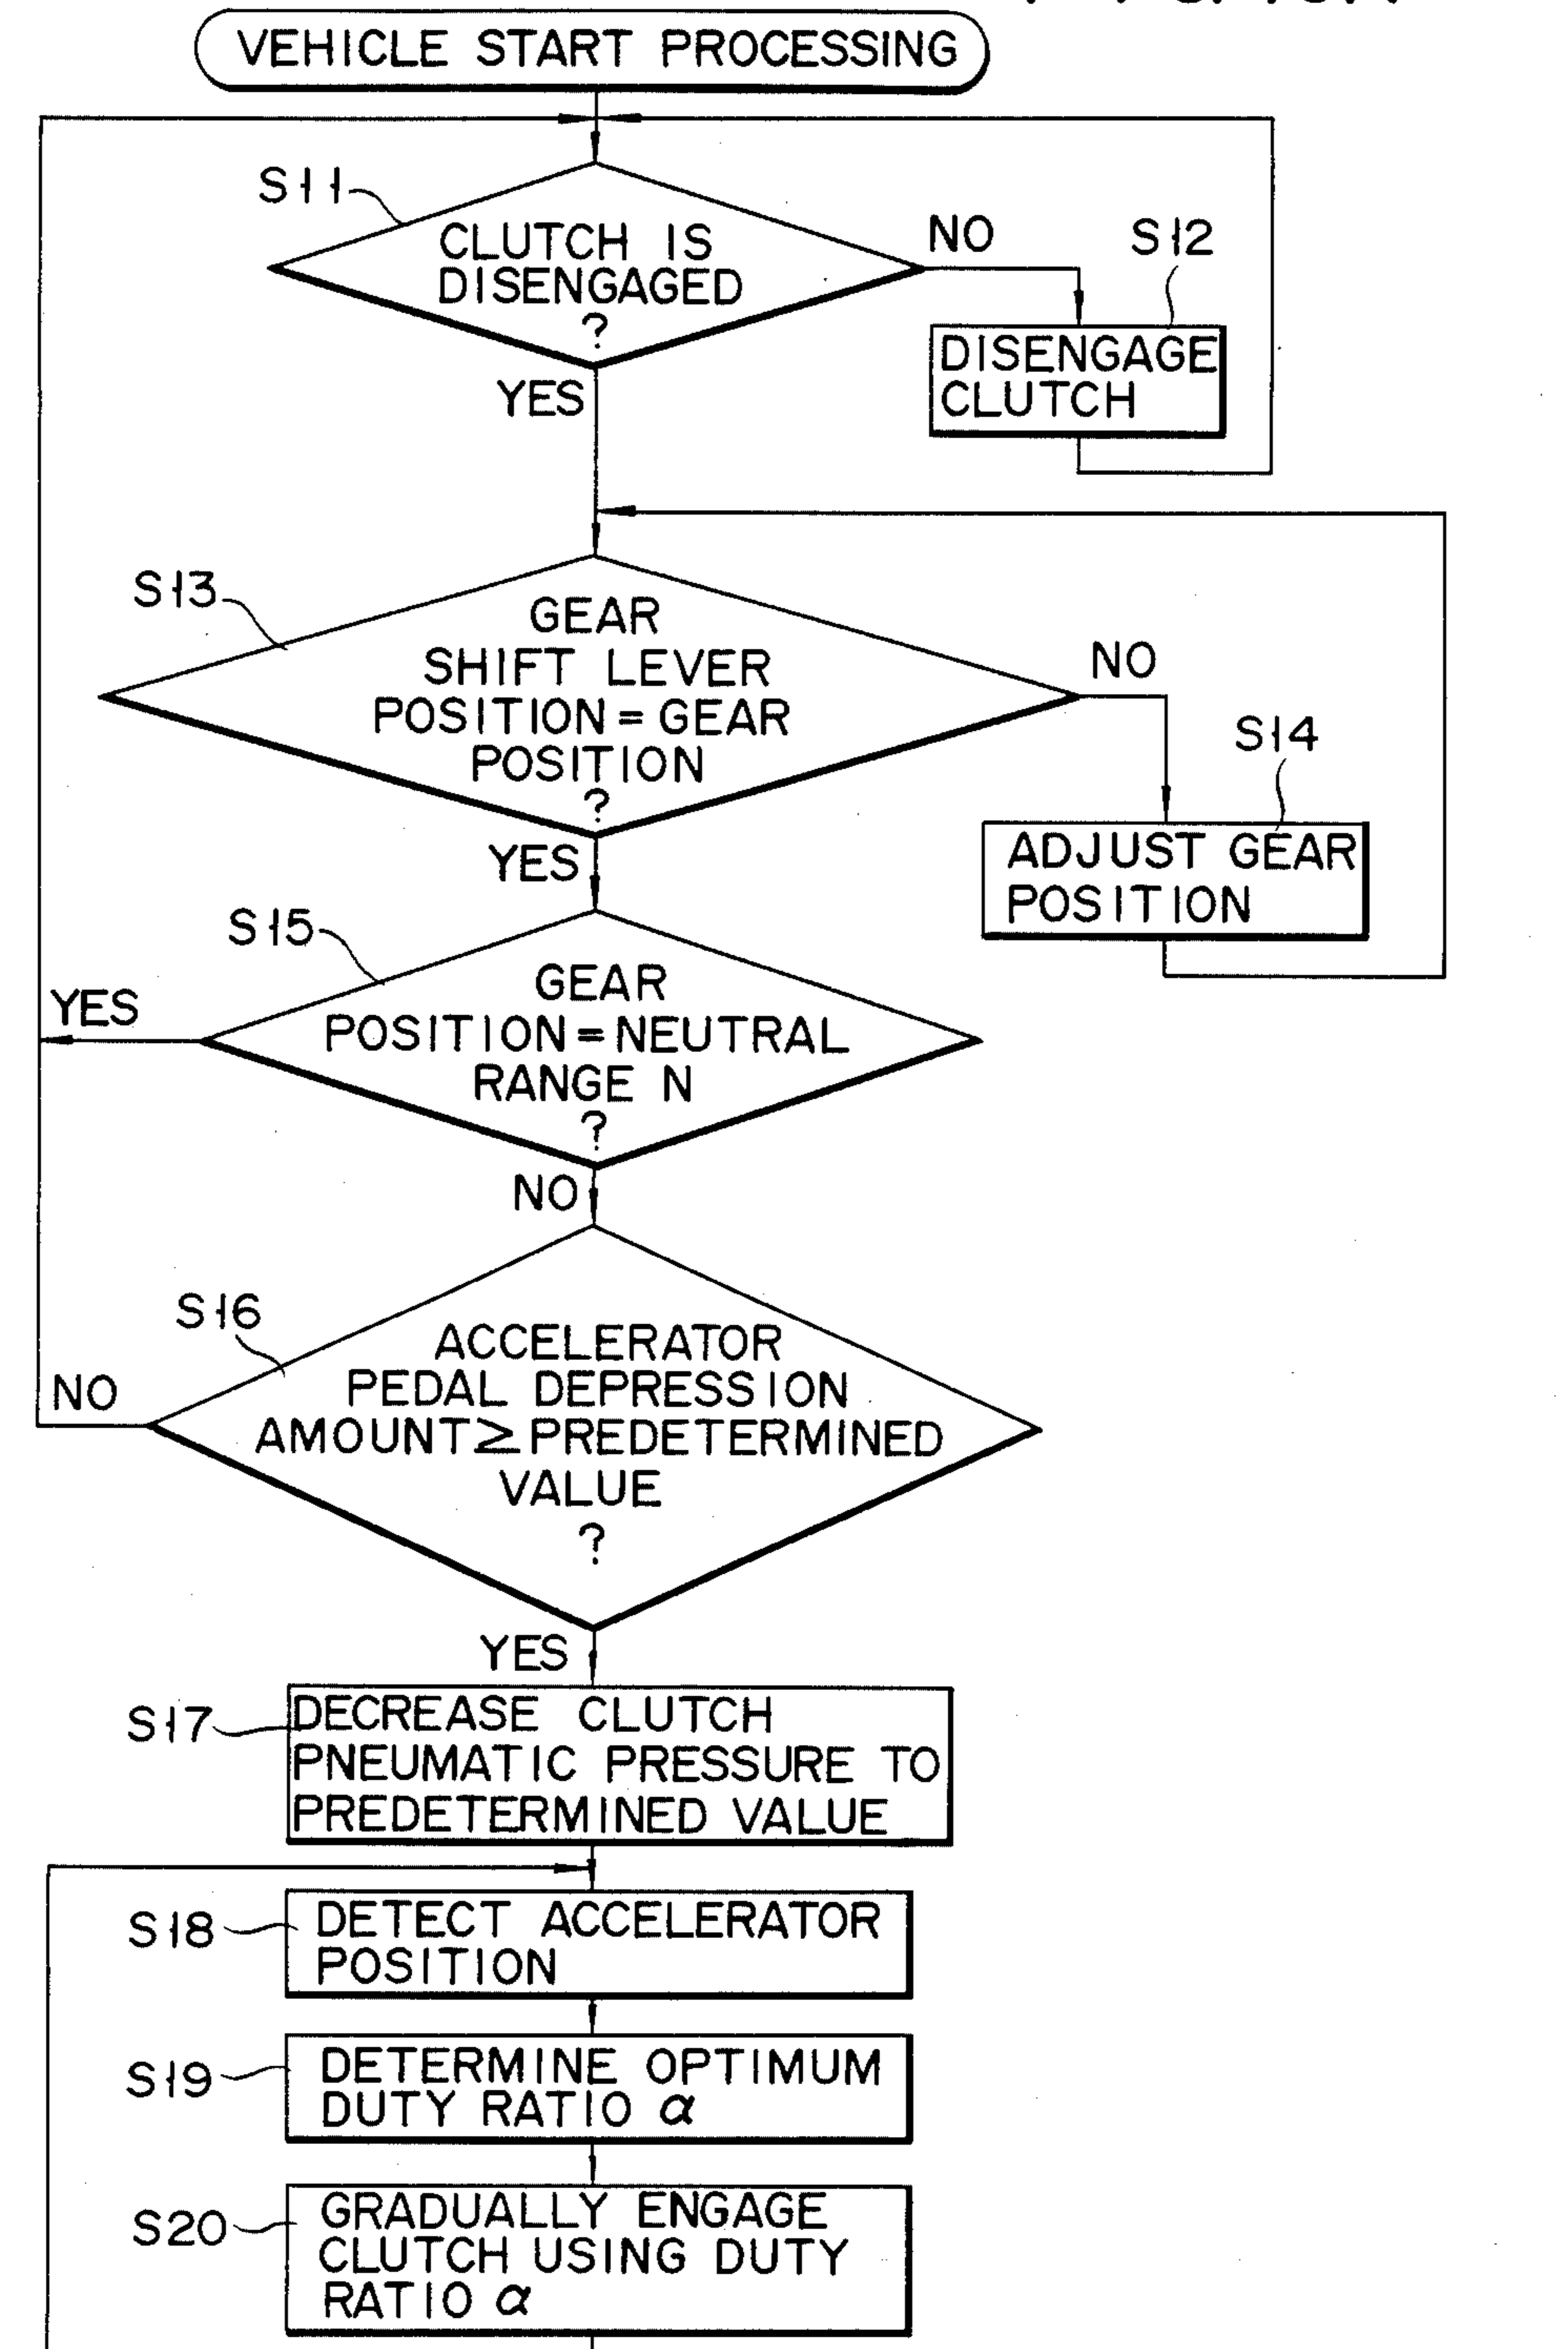 VEHICLE START PROCESSING
S11
CLUTCH IS
DISENGAGED
?
NO
S12
DISENGAGE
CLUTCH
YES
S13
GEAR
SHIFT LEVER
POSITION = GEAR
POSITION
?
NO
S14
ADJUST GEAR
POSITION
YES
S15
GEAR
POSITION = NEUTRAL
RANGE N
?
YES
NO
S16
ACCELERATOR
PEDAL DEPRESSION
AMOUNT ≥ PREDETERMINED
VALUE
?
NO
YES
S17
DECREASE CLUTCH
PNEUMATIC PRESSURE TO
PREDETERMINED VALUE
S18
DETECT ACCELERATOR
POSITION
S19
DETERMINE OPTIMUM
DUTY RATIO α
S20
GRADUALLY ENGAGE
CLUTCH USING DUTY
RATIO α